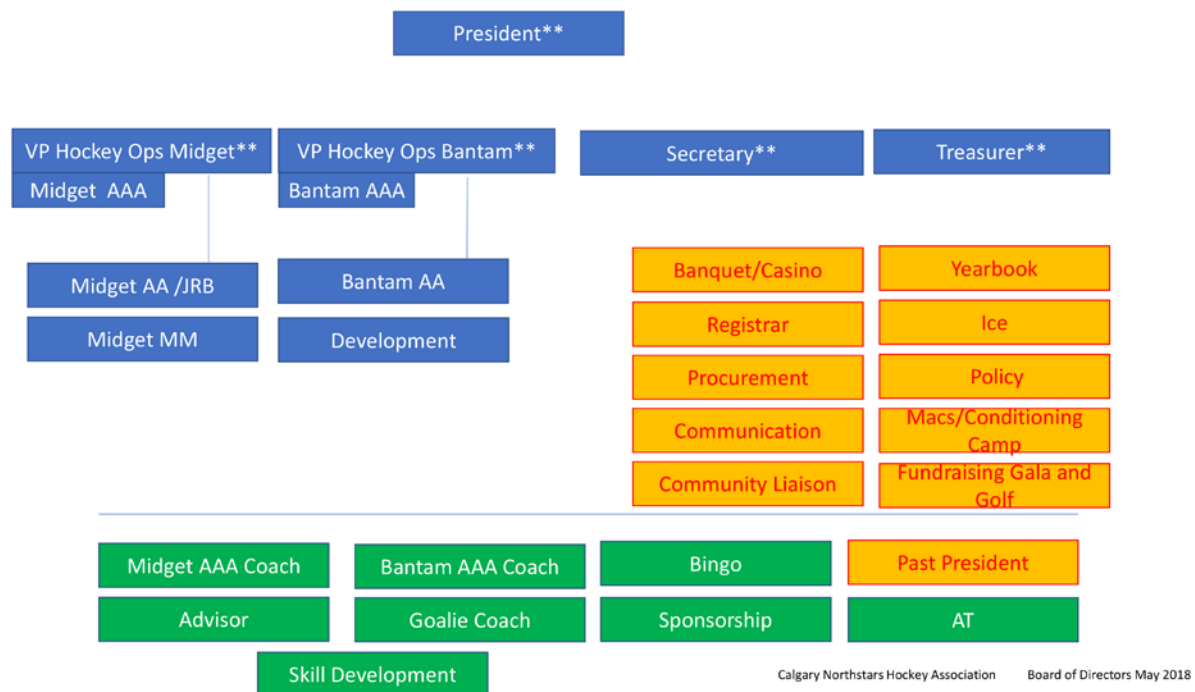 President**
VP Hockey Ops Midget**
VP Hockey Ops Bantam**
Secretary**
Treasurer**
Midget  AAA
Bantam AAA
Midget AA /JRB
Bantam AA
Banquet/Casino
Yearbook
Midget MM
Development
Registrar
Ice
Procurement
Policy
Communication
Macs/Conditioning
Camp
Community Liaison
Fundraising Gala and
Golf
Midget AAA Coach
Bantam AAA Coach
Bingo
Past President
Advisor
Goalie Coach
Sponsorship
AT
Skill Development
Calgary Northstars Hockey Association
Board of Directors May 2018